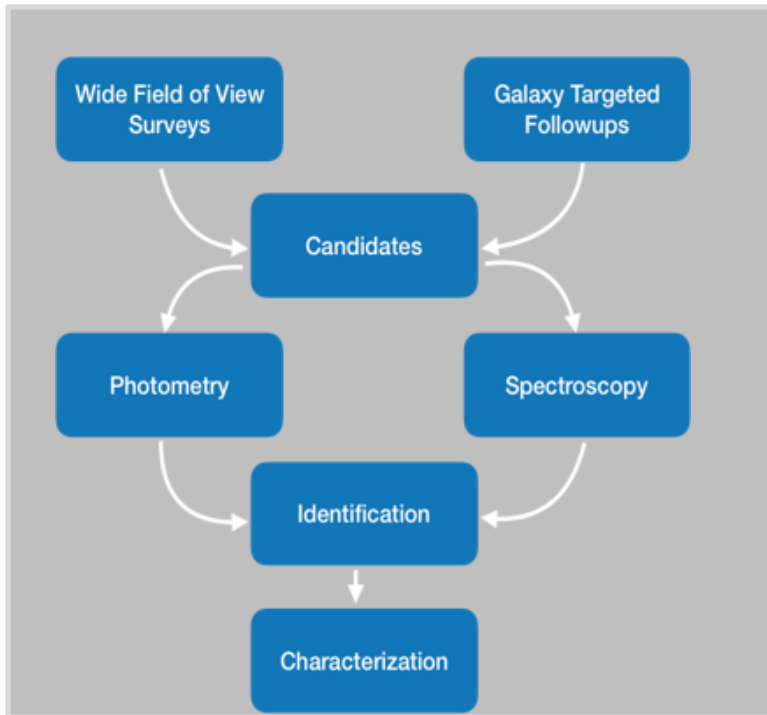 Wide Field of View
Surveys
Galaxy Targeted
Followups
Candidates
Photometry
Spectroscopy
Identification
Characterization